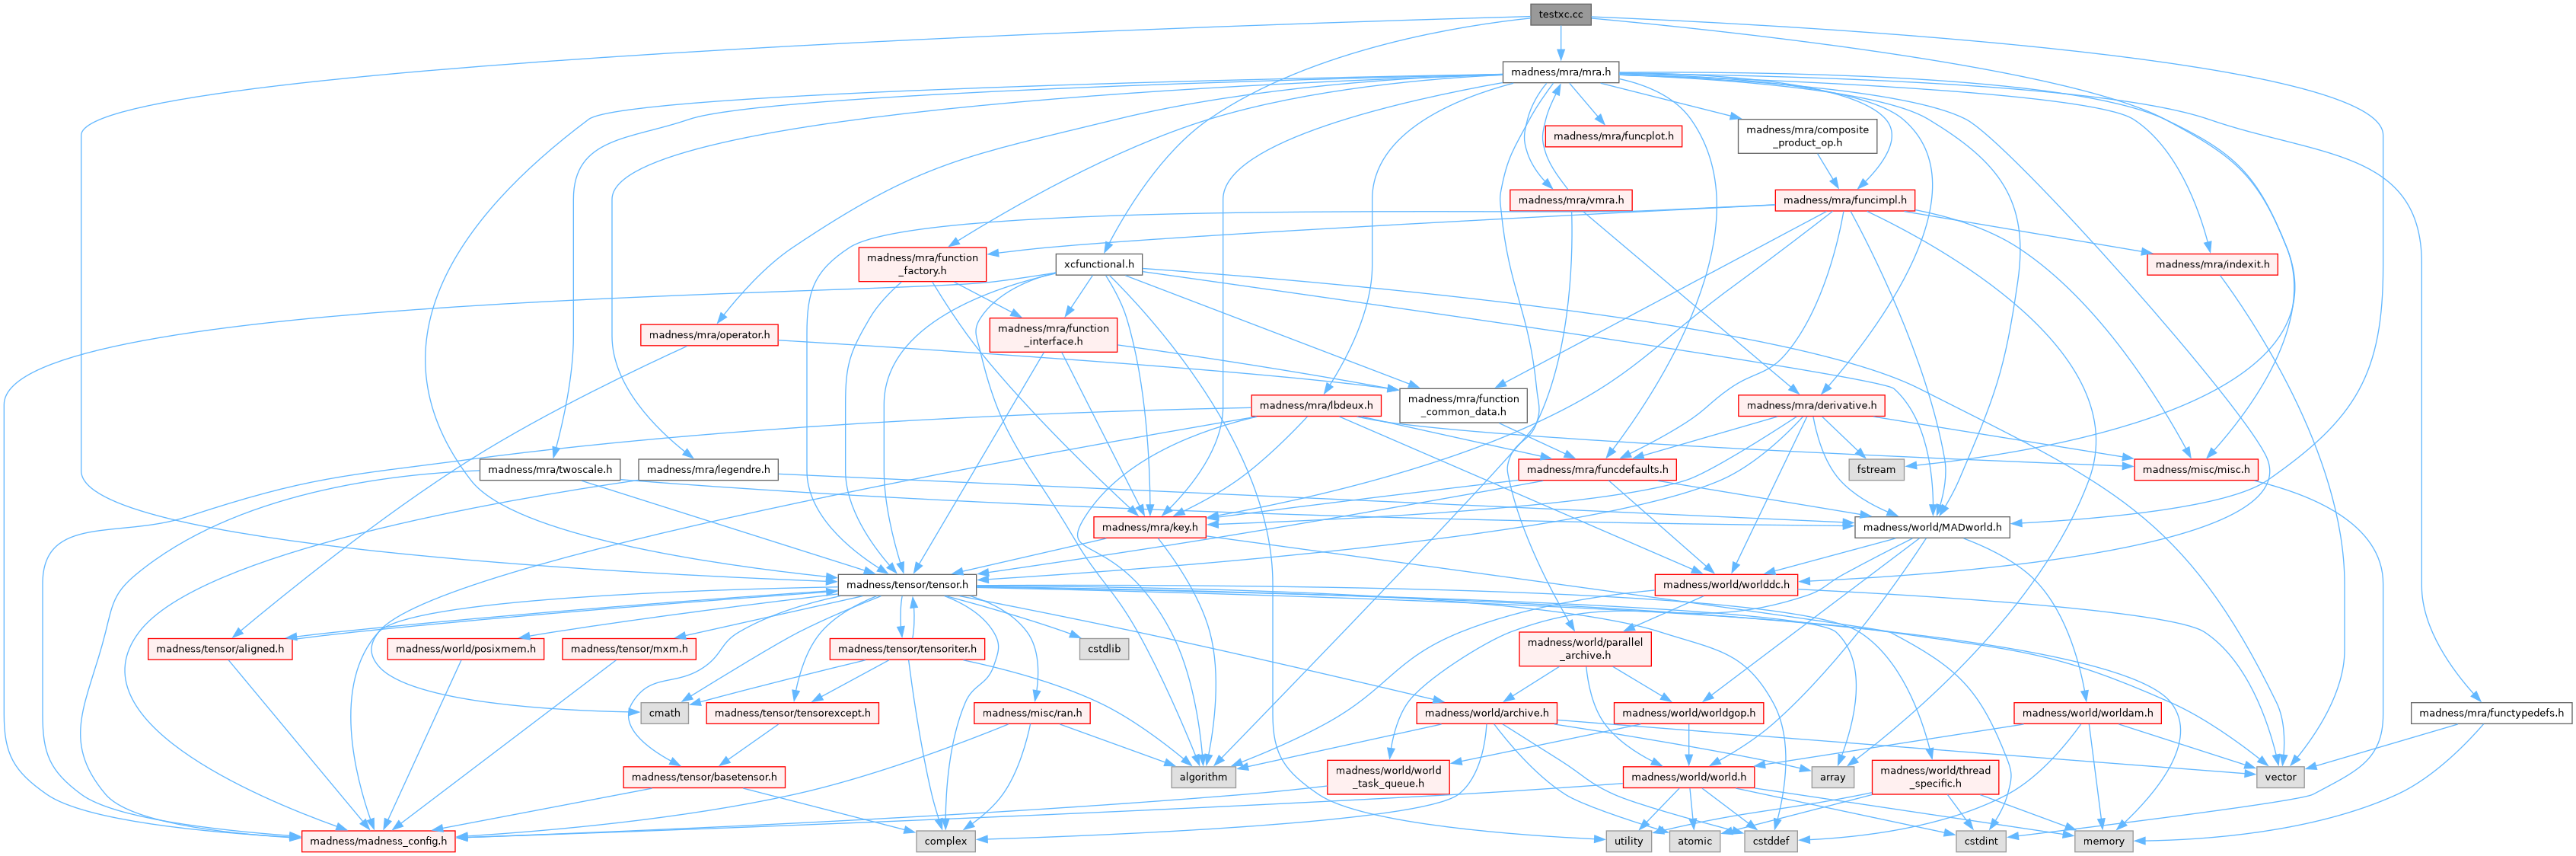 testxc.cc
madness/mra/mra.h
madness/mra/funcplot.h
madness/mra/composite
_product_op.h
madness/mra/vmra.h
madness/mra/funcimpl.h
madness/mra/function
_factory.h
xcfunctional.h
madness/mra/indexit.h
madness/mra/operator.h
madness/mra/function
_interface.h
madness/mra/lbdeux.h
madness/mra/function
_common_data.h
madness/mra/derivative.h
madness/mra/twoscale.h
madness/mra/legendre.h
madness/mra/funcdefaults.h
fstream
madness/misc/misc.h
madness/mra/key.h
madness/world/MADworld.h
madness/tensor/tensor.h
madness/world/worlddc.h
madness/tensor/aligned.h
madness/world/posixmem.h
madness/tensor/mxm.h
madness/tensor/tensoriter.h
cstdlib
madness/world/parallel
_archive.h
cmath
madness/tensor/tensorexcept.h
madness/misc/ran.h
madness/world/archive.h
madness/world/worldgop.h
madness/world/worldam.h
madness/mra/functypedefs.h
madness/tensor/basetensor.h
algorithm
madness/world/world
_task_queue.h
madness/world/world.h
array
madness/world/thread
_specific.h
vector
madness/madness_config.h
complex
utility
atomic
cstddef
cstdint
memory